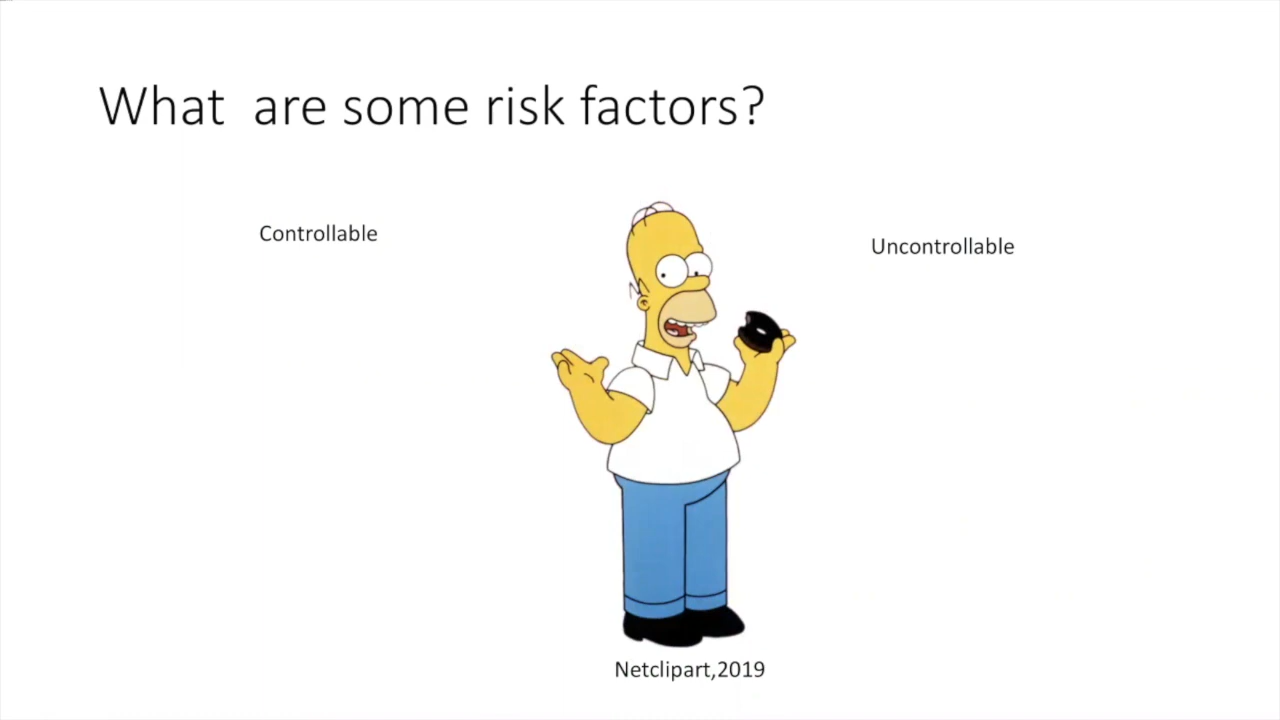 What  are some risk factors?
Controllable
Uncontrollable
Netclipart,2019